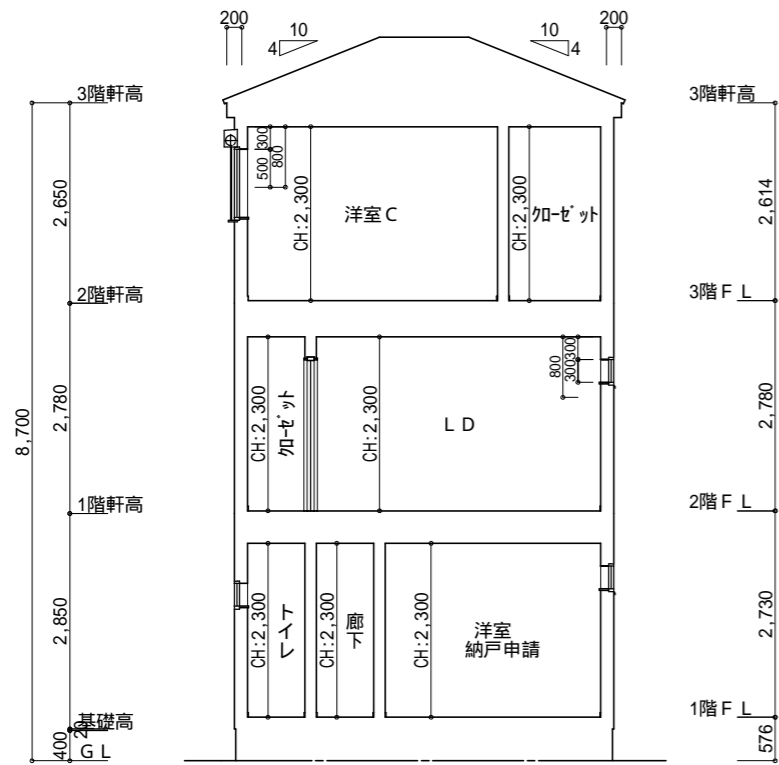 200
10
4
10
4
200
3階軒高
3階軒高
300
500
800
2,650
CH:2,300
洋室C
CH:2,300
クローゼット
2,614
2階軒高
3階FL
8,700
2,780
CH:2,300
クローゼット
CH:2,300
LD
800
300
300
2,780
1階軒高
2階FL
2,850
CH:2,300
トイレ
CH:2,300
廊下
CH:2,300
洋室
納戸申請
2,730
基礎高
20
1階FL
400
GL
576